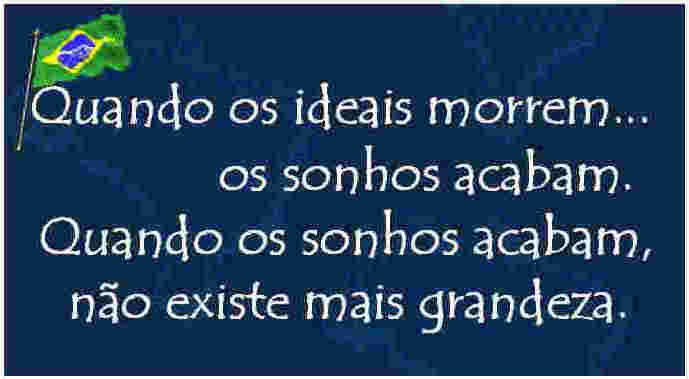 Quando os ideais morrem...
os sonhos acabam.
Quando os sonhos acabam,
não existe mais grandeza.